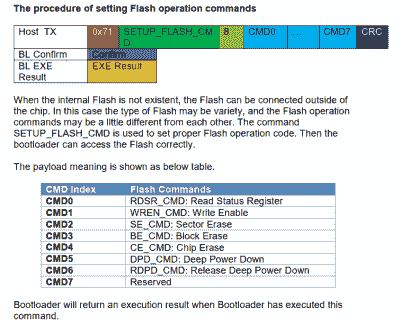 The procedure of setting Flash operation commands
Host TX 0x71 SETUP_FLASH_CM 8 CMD0 ... CMD7 CRC
D
BL Confirm Confirm
BL EXE EXE Result
Result
When the internal Flash is not existent, the Flash can be connected outside of
the chip. In this case the type of Flash may be variety, and the Flash operation
commands may be a little different from each other. The command
SETUP_FLASH_CMD is used to set proper Flash operation code. Then the
bootloader can access the Flash correctly.
The payload meaning is shown as below table.
CMD Index Flash Commands
CMD0 RDSR_CMD: Read Status Register
CMD1 WREN_CMD: Write Enable
CMD2 SE_CMD: Sector Erase
CMD3 BE_CMD: Block Erase
CMD4 CE_CMD: Chip Erase
CMD5 DPD_CMD: Deep Power Down
CMD6 RDPD_CMD: Release Deep Power Down
CMD7 Reserved
Bootloader will return an execution result when Bootloader has executed this
command.